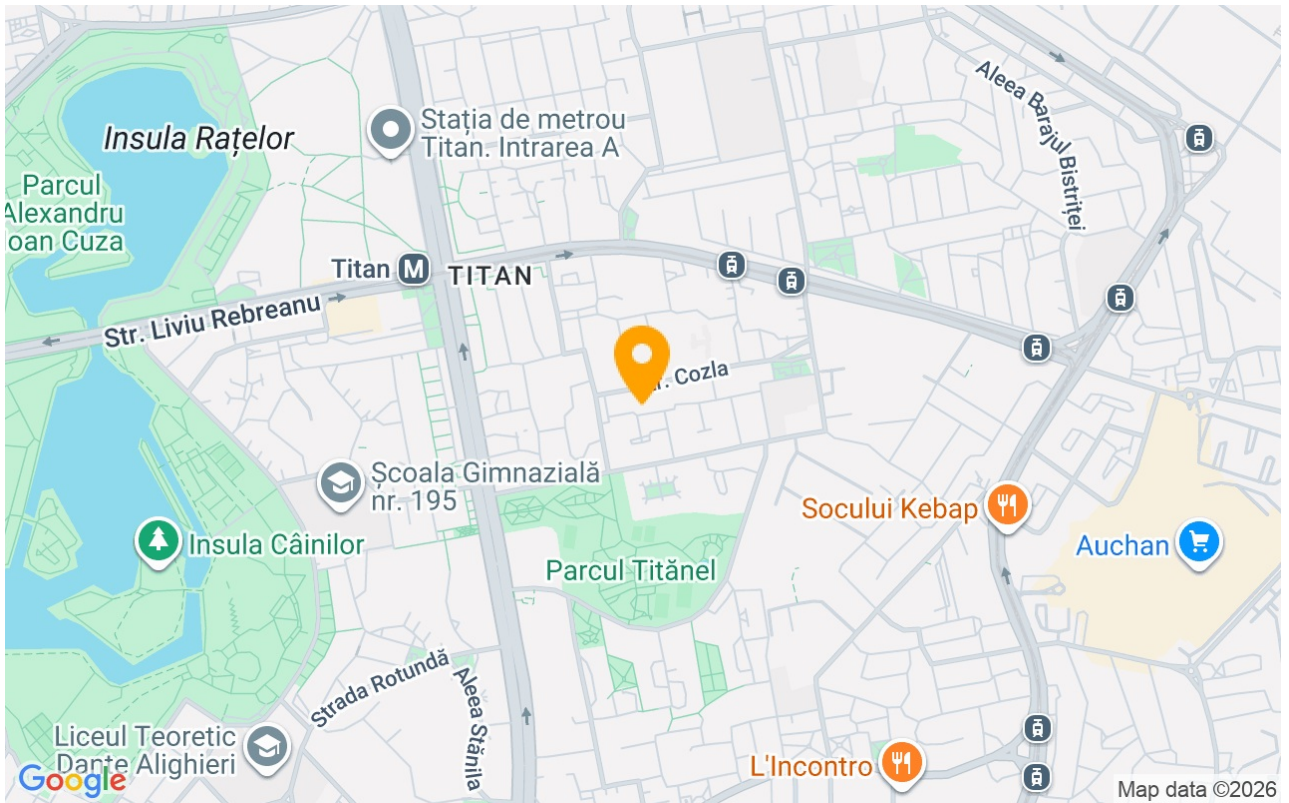 Insula Rațelor
Stația de metrou
Titan. Intrarea A
Aleea Barajul Bistriței
Parcul
Alexandru
Ioan Cuza
Titan M
TITAN
Str. Liviu Rebreanu
Cozla
Școala Gimnazială
nr. 195
Insula Câinilor
Parcul Titănel
Socului Kebap
Auchan
Strada Rotundă
Aleea Stănila
Liceul Teoretic
Dante Alighieri
L'Incontro
Google
Map data ©2026